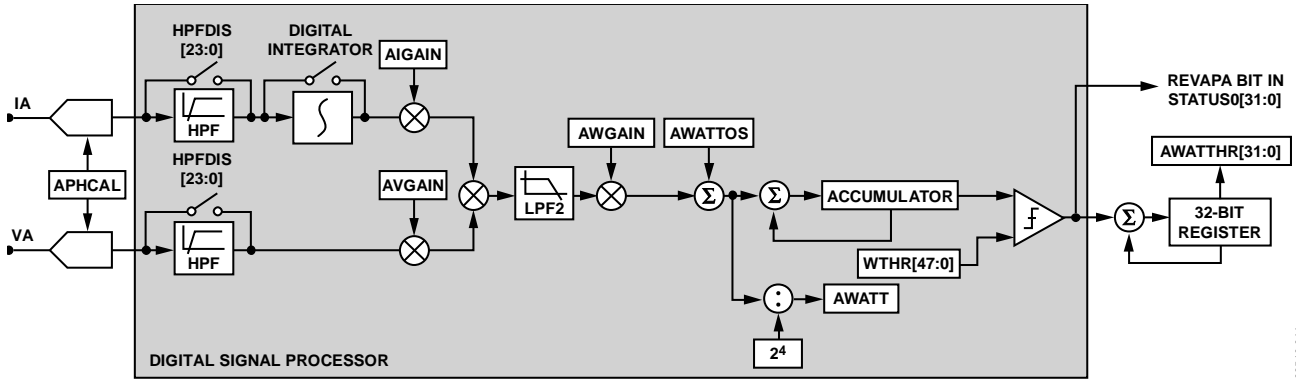 HPFDIS
[23:0]
DIGITAL
INTEGRATOR
AIGAIN
IA
HPF
REVAPA BIT IN
STATUS0[31:0]
HPFDIS
[23:0]
AWGAIN
AWATTOS
AWATTHR[31:0]
APHCAL
AVGAIN
LPF2
Σ
Σ
ACCUMULATOR
Σ
32-BIT
REGISTER
VA
HPF
WTHR[47:0]
:
AWATT
2⁴
DIGITAL SIGNAL PROCESSOR